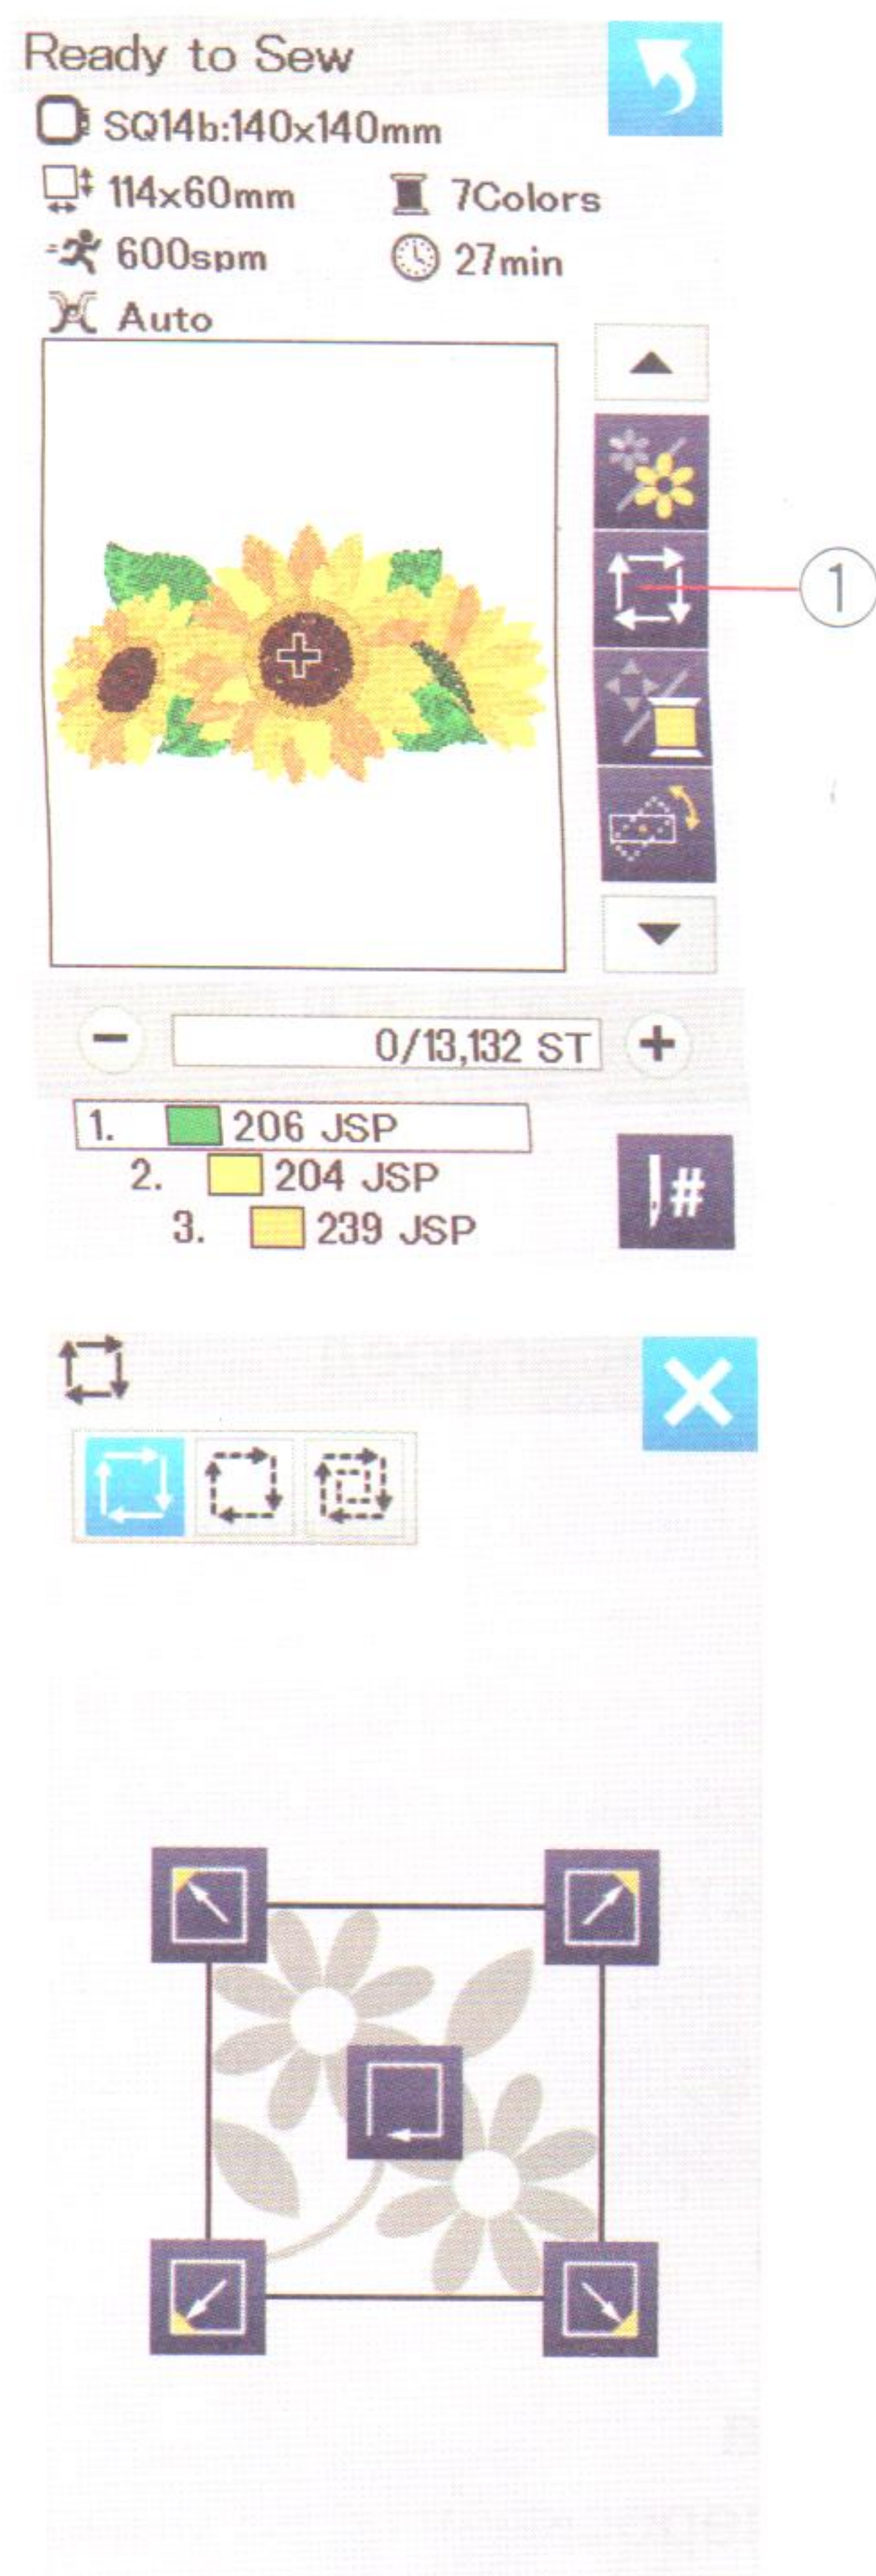 Ready to Sew
SQ14b:140x140mm
114x60mm 7Colors
600spm 27min
Auto
1
− 0/13,132 ST +
1. 206 JSP
2. 204 JSP
3. 239 JSP
#